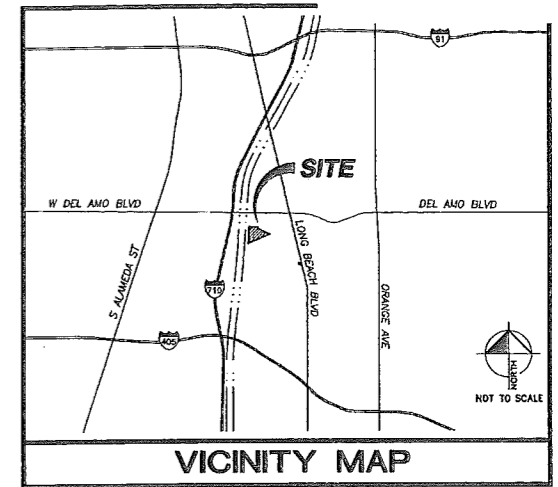 91
SITE
W DEL AMO BLVD
DEL AMO BLVD
S ALAMEDA ST
LONG BEACH BLVD
710
ORANGE AVE
405
NORTH
NOT TO SCALE
VICINITY MAP